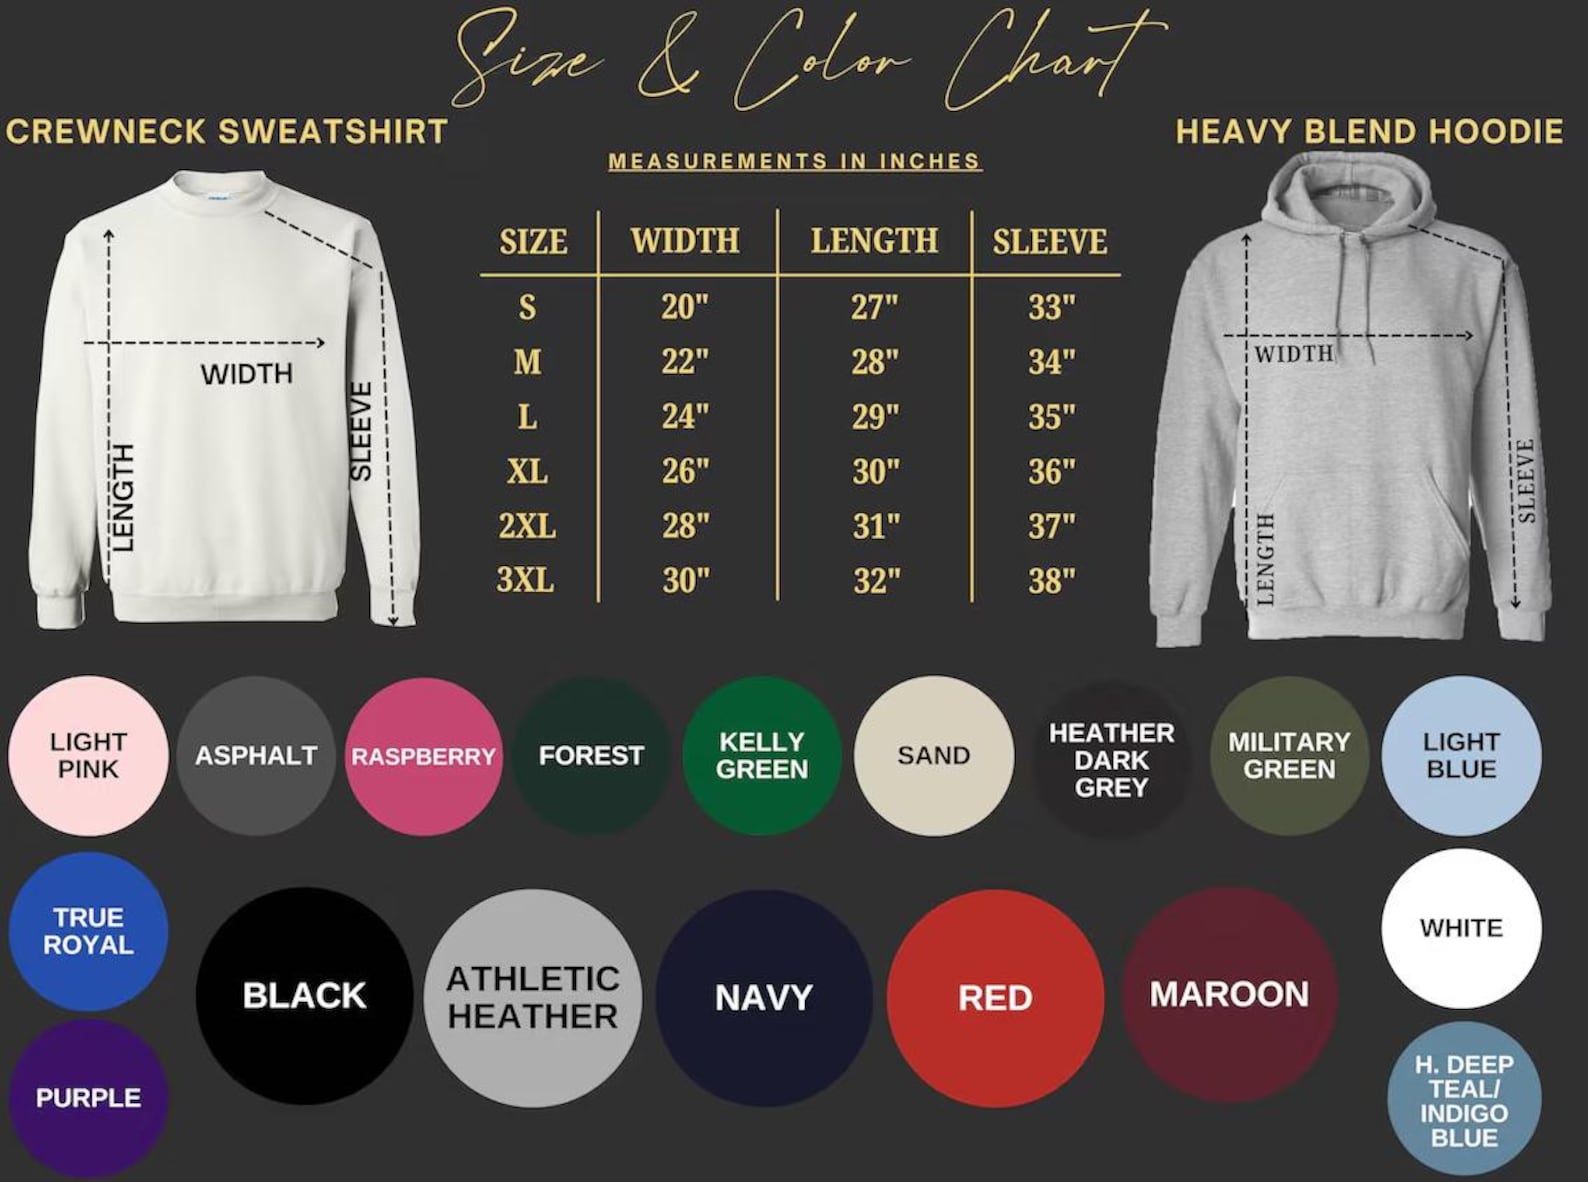 Size & Color Chart
CREWNECK SWEATSHIRT
HEAVY BLEND HOODIE
MEASUREMENTS IN INCHES
SIZE WIDTH LENGTH SLEEVE
S 20" 27" 33"
M 22" 28" 34"
L 24" 29" 35"
XL 26" 30" 36"
2XL 28" 31" 37"
3XL 30" 32" 38"
WIDTH
LENGTH
SLEEVE
WIDTH
LENGTH
SLEEVE
LIGHT
PINK
ASPHALT
RASPBERRY
FOREST
KELLY
GREEN
SAND
HEATHER
DARK
GREY
MILITARY
GREEN
LIGHT
BLUE
TRUE
ROYAL
BLACK
ATHLETIC
HEATHER
NAVY
RED
MAROON
WHITE
PURPLE
H. DEEP
TEAL/
INDIGO
BLUE